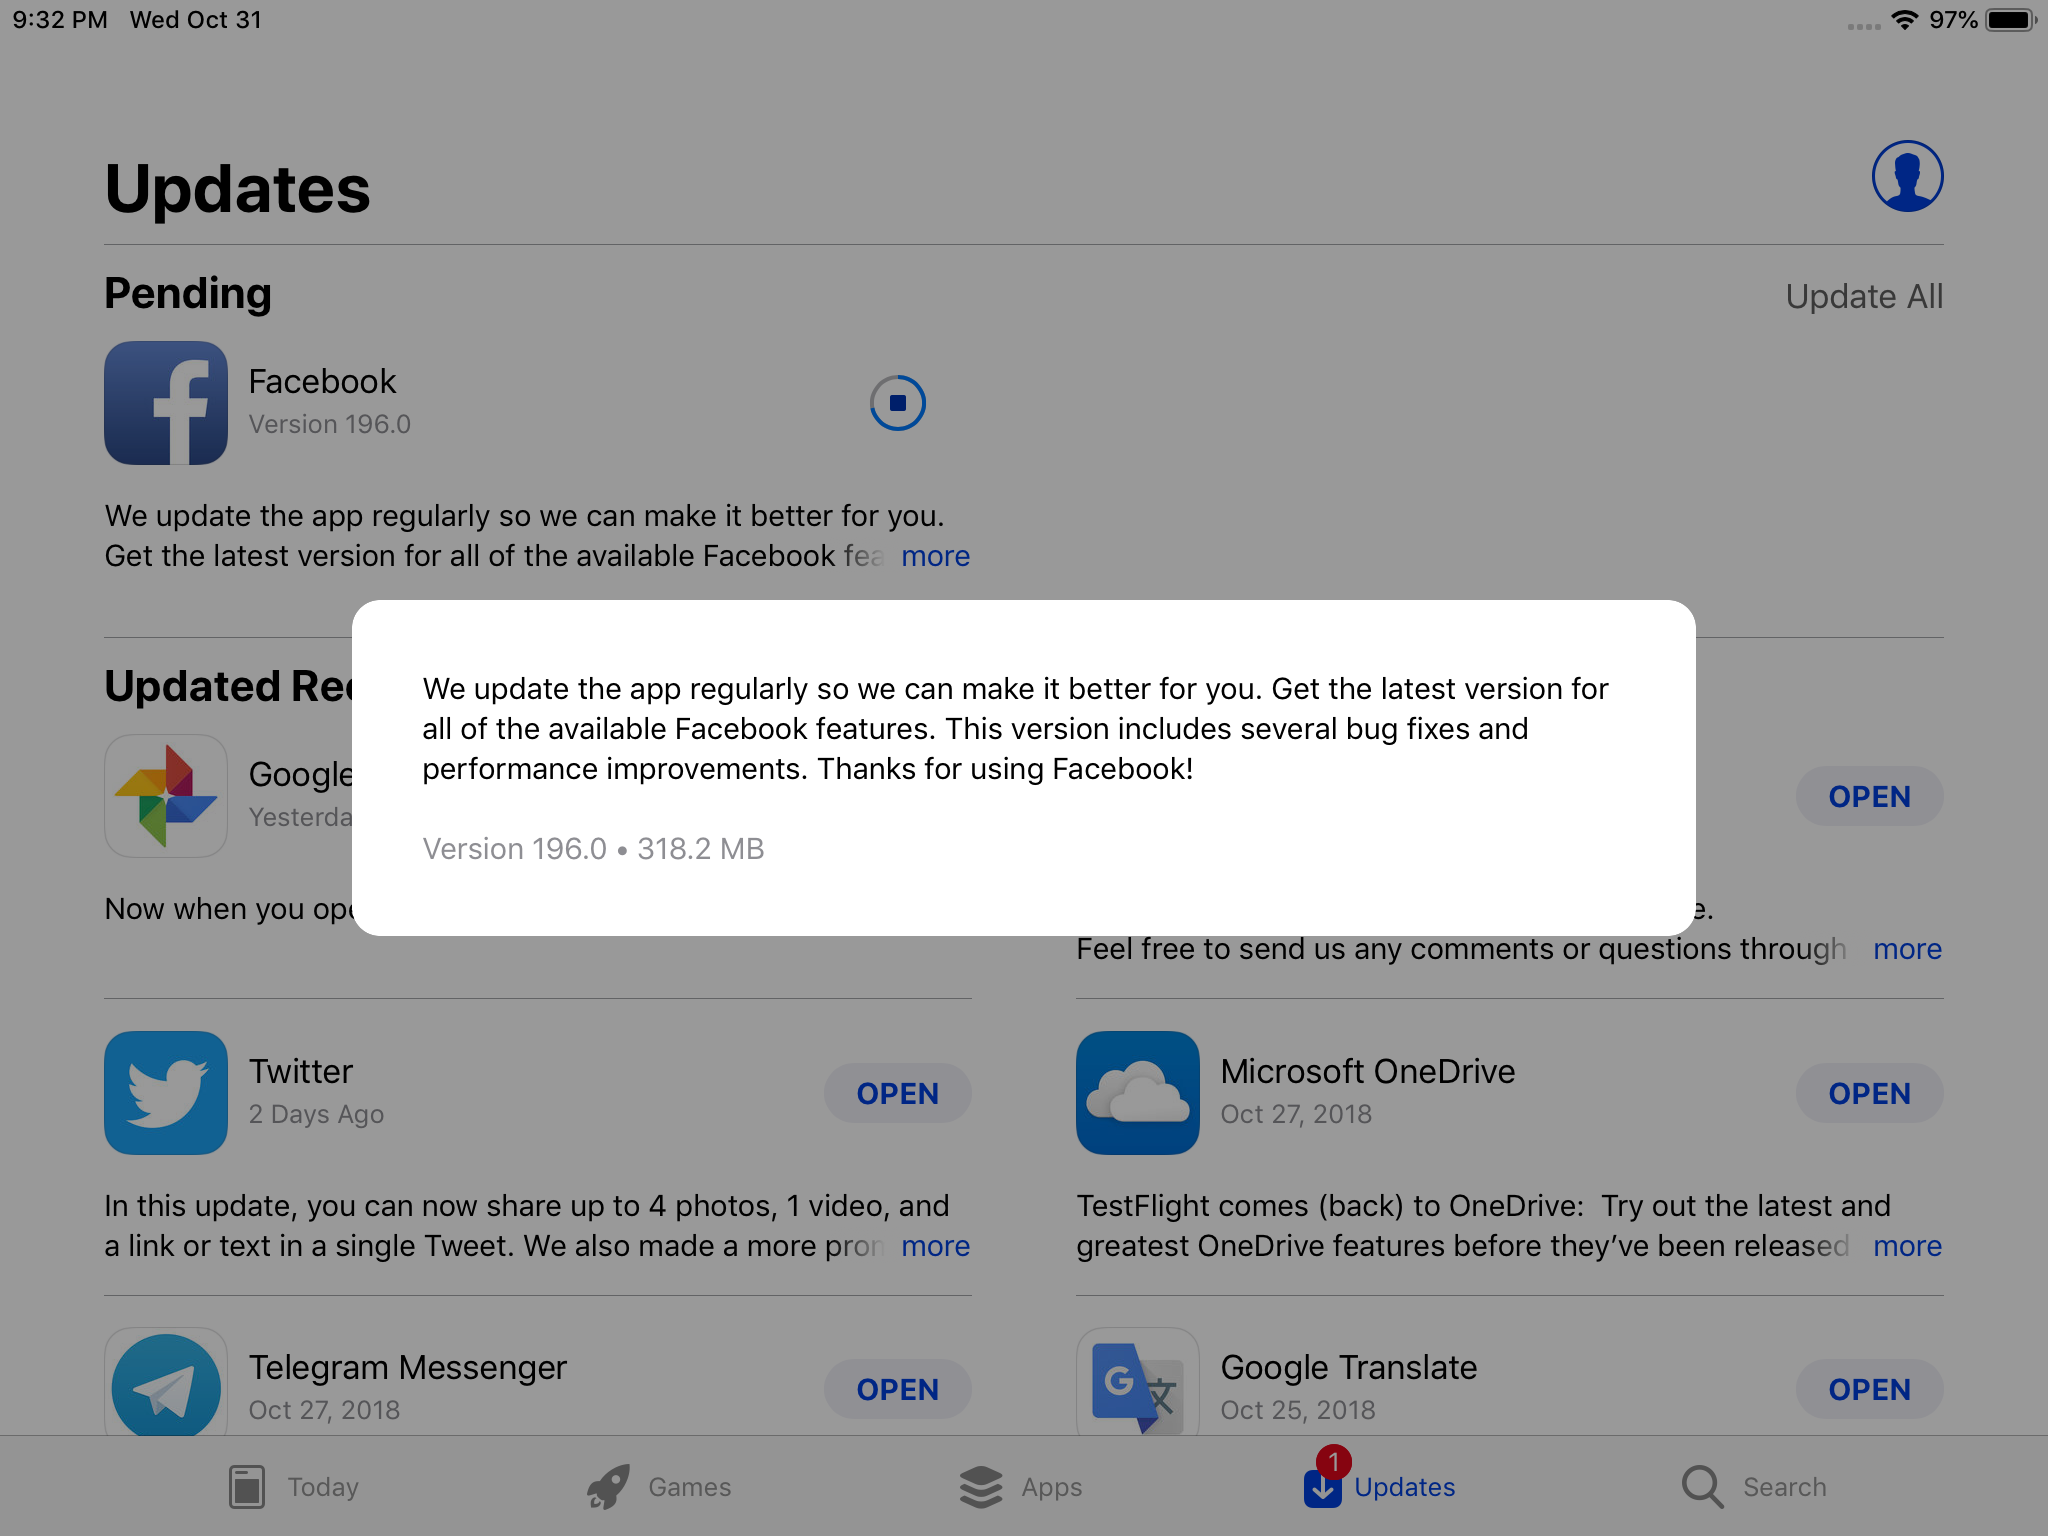 9:32 PM Wed Oct 31
97%
Updates
Pending
Update All
Facebook
Version 196.0
We update the app regularly so we can make it better for you.
Get the latest version for all of the available Facebook fea more
We update the app regularly so we can make it better for you. Get the latest version for
all of the available Facebook features. This version includes several bug fixes and
performance improvements. Thanks for using Facebook!
Version 196.0 • 318.2 MB
Updated Rec
Google
Yesterda
OPEN
Now when you ope
e.
Feel free to send us any comments or questions through more
Twitter
2 Days Ago
OPEN
In this update, you can now share up to 4 photos, 1 video, and
a link or text in a single Tweet. We also made a more pron more
Microsoft OneDrive
Oct 27, 2018
OPEN
TestFlight comes (back) to OneDrive: Try out the latest and
greatest OneDrive features before they've been released more
Telegram Messenger
Oct 27, 2018
OPEN
G 文
Google Translate
Oct 25, 2018
OPEN
Today
Games
Apps
1
Updates
Search